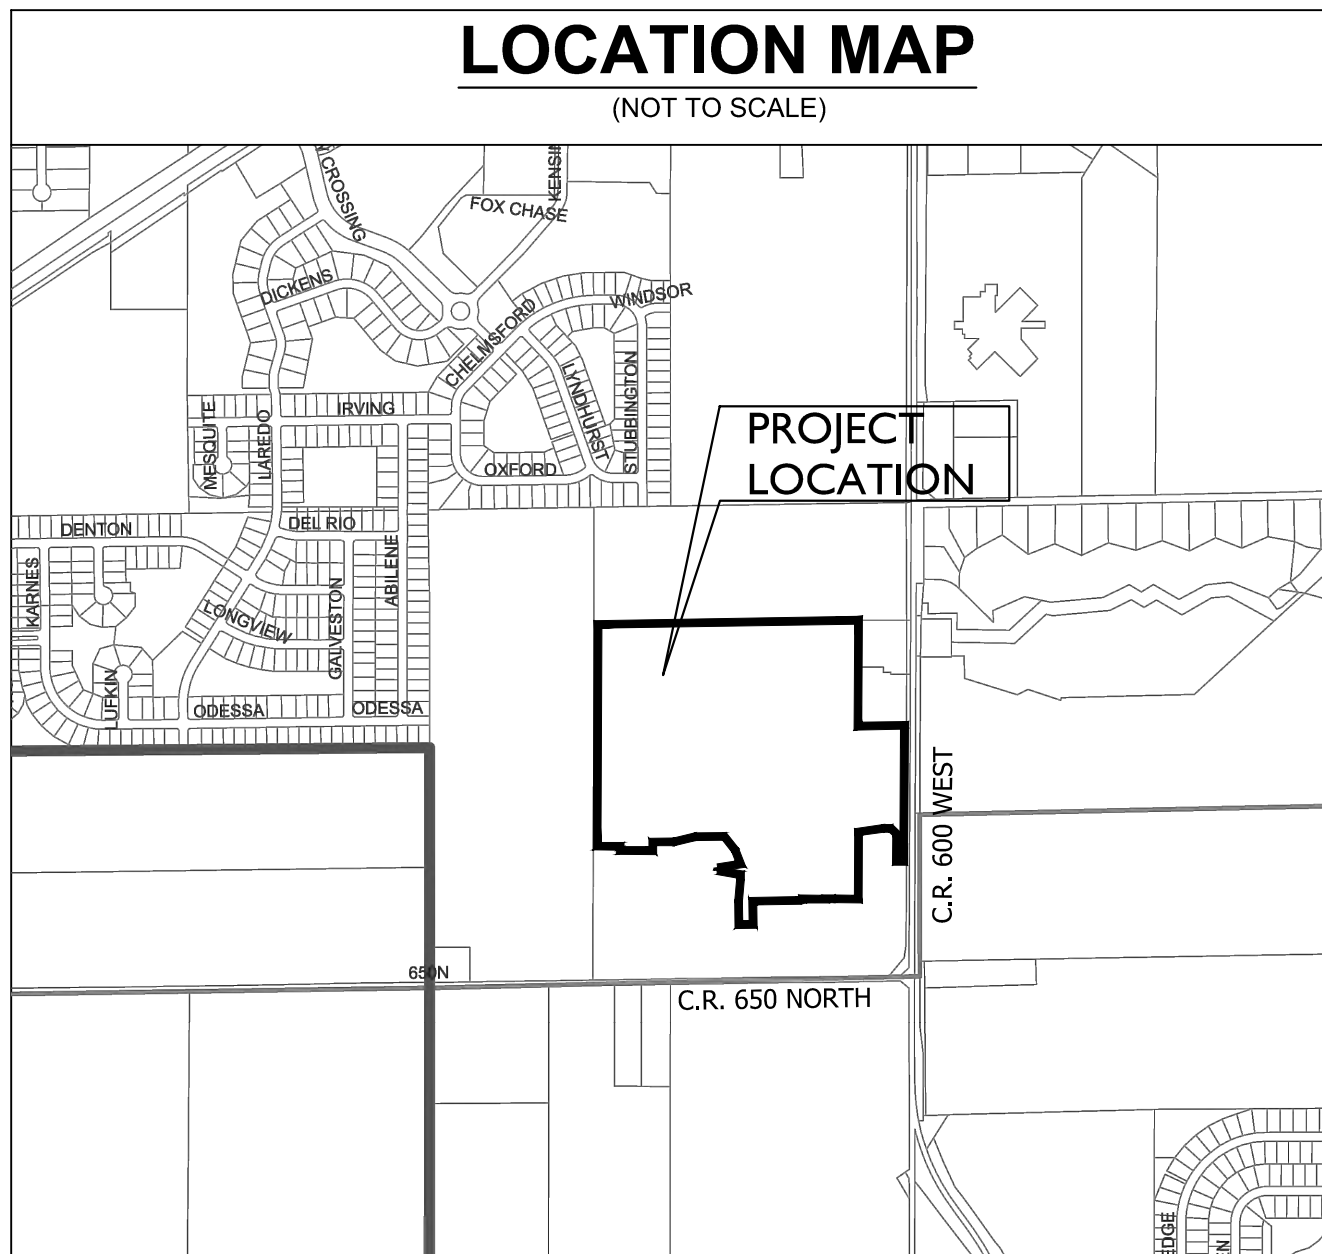 LOCATION MAP
(NOT TO SCALE)
CROSSING
FOX CHASE
DICKENS
WINDSOR
CHELMSFORD
LYNDHURST
STUBBINGTON
MESQUITE
LAREDO
IRVING
OXFORD
PROJECT
LOCATION
DENTON
DEL RIO
ABILENE
KARNES
LONGVIEW
GALVESTON
LUFKIN
ODESSA
ODESSA
C.R. 600 WEST
650N
C.R. 650 NORTH